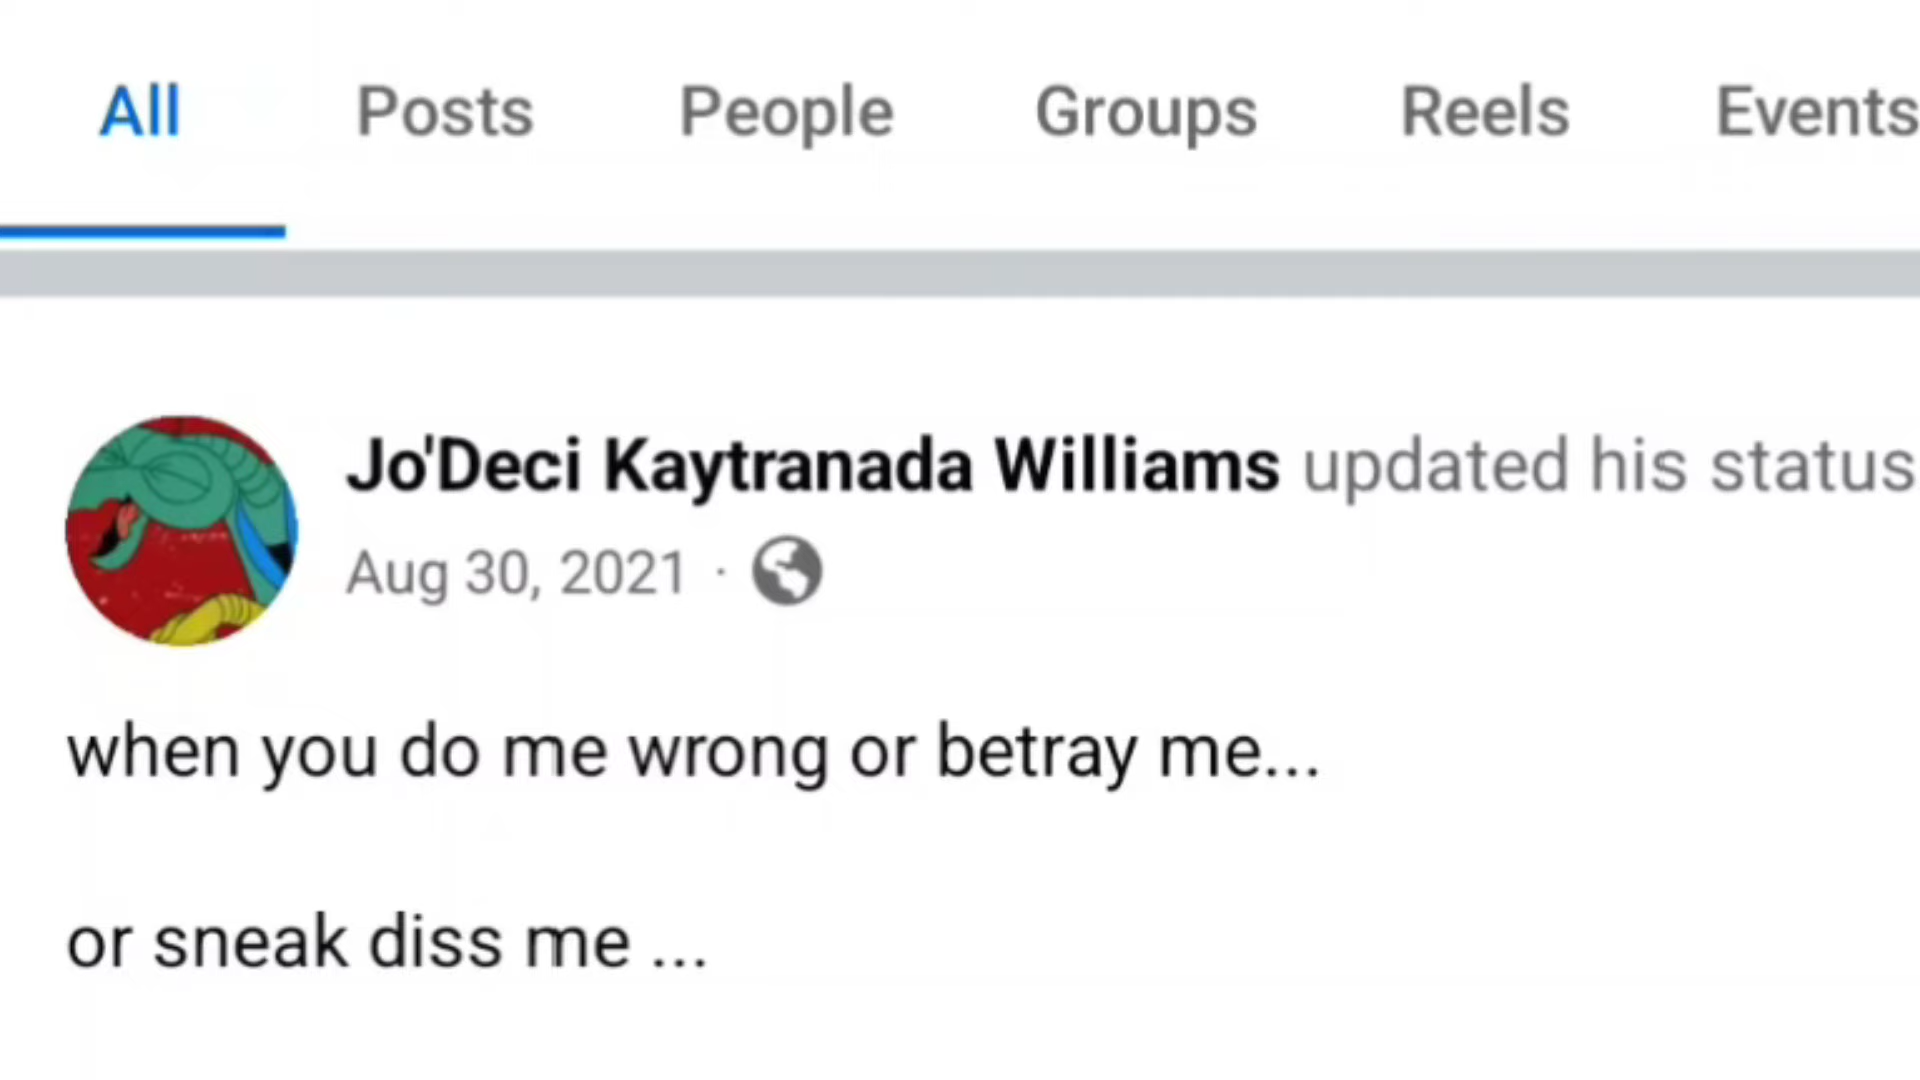 All Posts People Groups Reels Events
Jo'Deci Kaytranada Williams updated his status
Aug 30, 2021 ·
when you do me wrong or betray me...
or sneak diss me ...